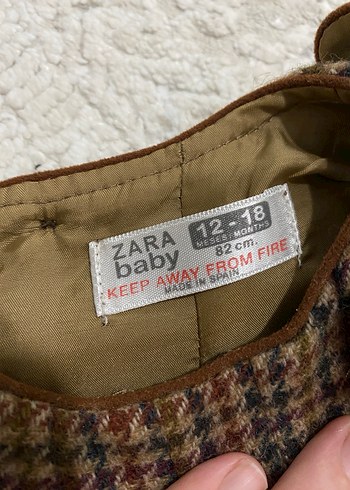 ZARA
baby
12 - 18
MESES MONTHS
82 cm.
KEEP AWAY FROM FIRE
MADE IN SPAIN